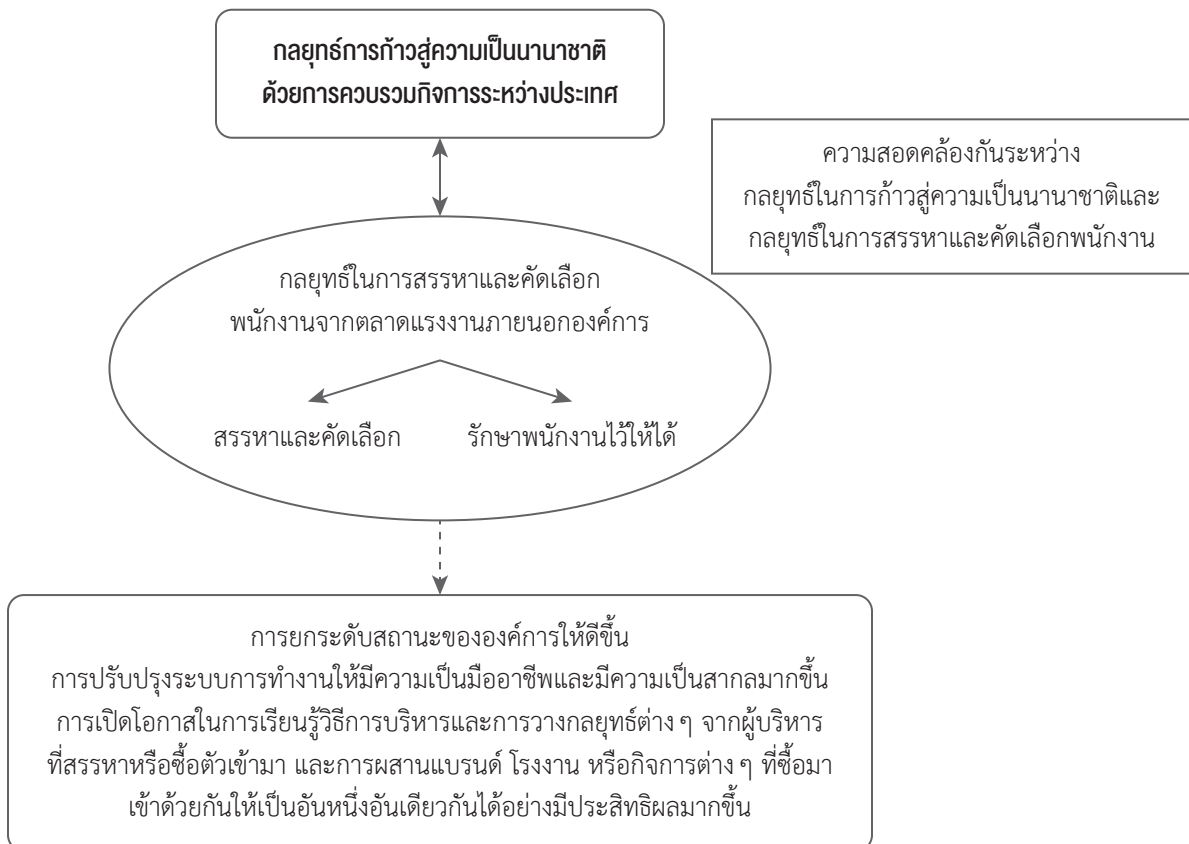 กลยุทธ์การก้าวสู่ความเป็นนานาชาติ
ด้วยการควบรวมกิจการระหว่างประเทศ
ความสอดคล้องกันระหว่าง
กลยุทธ์ในการก้าวสู่ความเป็นนานาชาติและ
กลยุทธ์ในการสรรหาและคัดเลือกพนักงาน
กลยุทธ์ในการสรรหาและคัดเลือก
พนักงานจากตลาดแรงงานภายนอกองค์การ
สรรหาและคัดเลือก
รักษาพนักงานไว้ให้ได้
การยกระดับสถานะขององค์การให้ดีขึ้น
การปรับปรุงระบบการทำงานให้มีความเป็นมืออาชีพและมีความเป็นสากลมากขึ้น
การเปิดโอกาสในการเรียนรู้วิธีการบริหารและการวางกลยุทธ์ต่าง ๆ จากผู้บริหาร
ที่สรรหาหรือซื้อตัวเข้ามา และการผสานแบรนด์ โรงงาน หรือกิจการต่าง ๆ ที่ซื้อมา
เข้าด้วยกันให้เป็นอันหนึ่งอันเดียวกันได้อย่างมีประสิทธิผลมากขึ้น